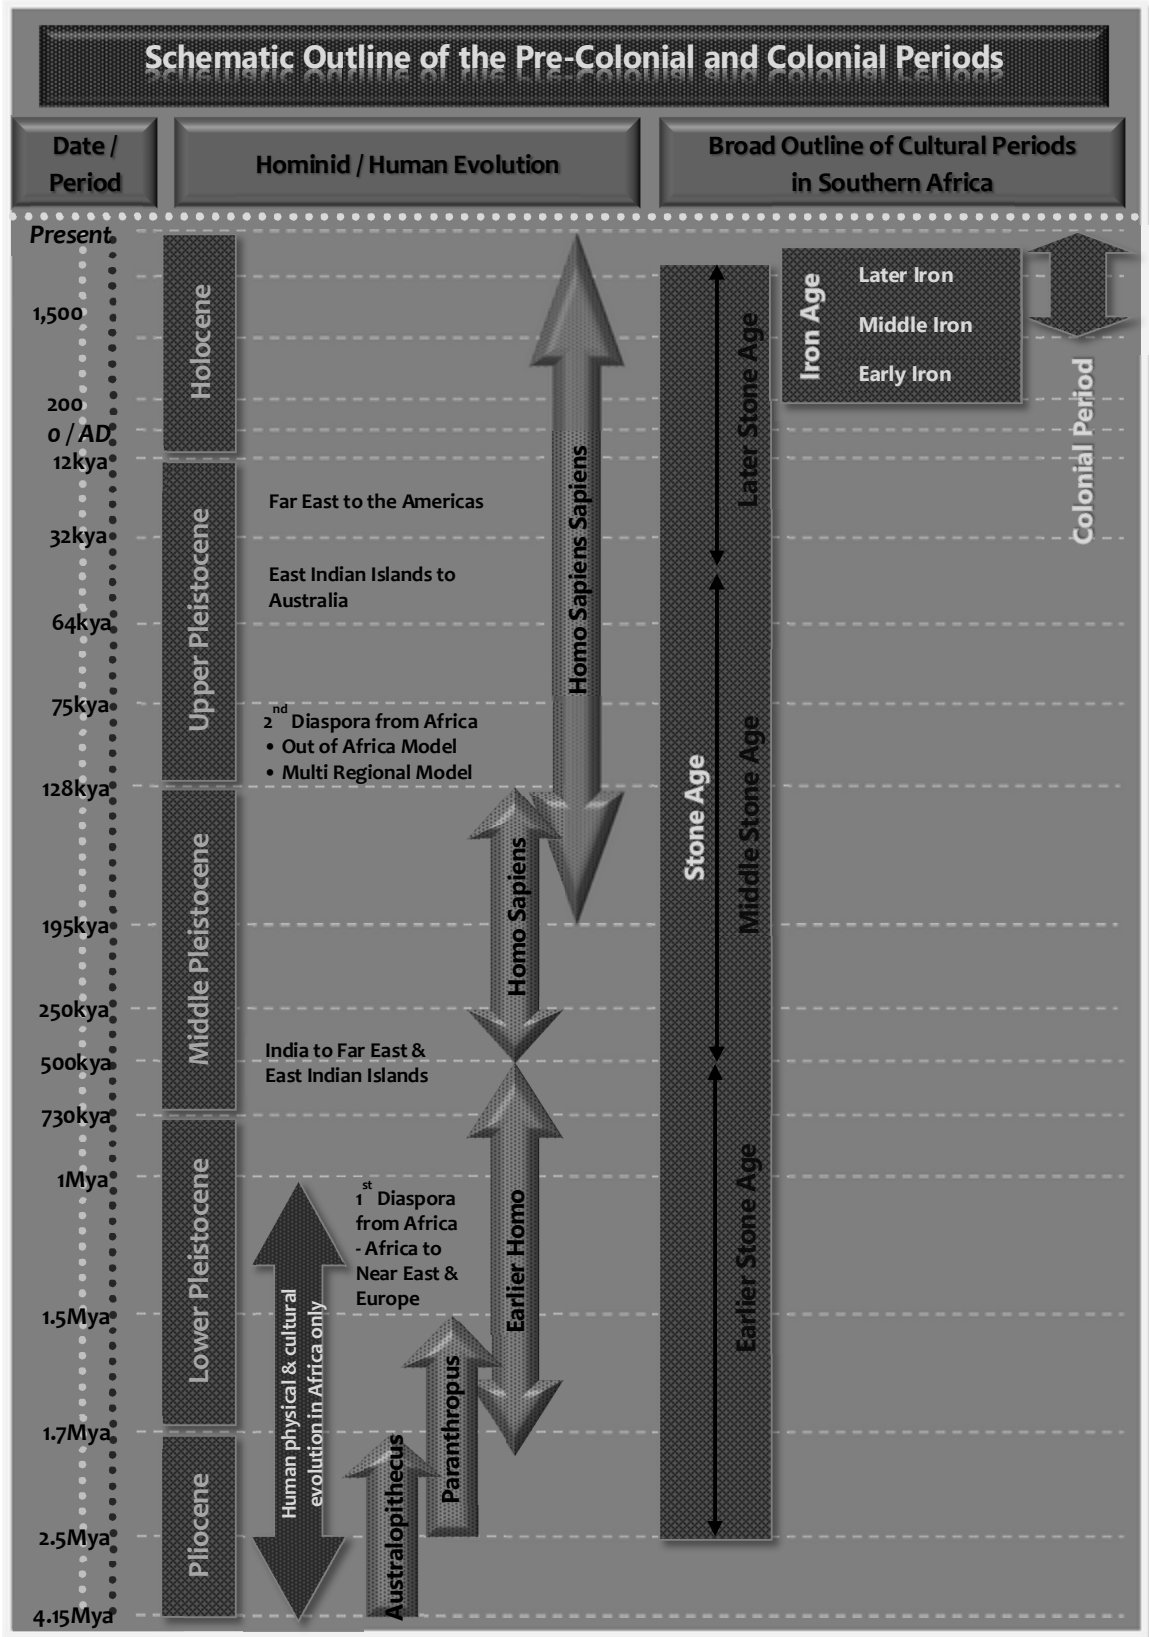 Schematic Outline of the Pre-Colonial and Colonial Periods
Date /
Period
Hominid / Human Evolution
Broad Outline of Cultural Periods
in Southern Africa
Present
1,500
200
0 / AD
12kya
32kya
64kya
75kya
128kya
195kya
250kya
500kya
730kya
1Mya
1.5Mya
1.7Mya
2.5Mya
4.15Mya
Holocene
Upper Pleistocene
Middle Pleistocene
Lower Pleistocene
Pliocene
Far East to the Americas
East Indian Islands to
Australia
2nd Diaspora from Africa
• Out of Africa Model
• Multi Regional Model
India to Far East &
East Indian Islands
1st Diaspora
from Africa
- Africa to
Near East &
Europe
Human physical & cultural
evolution in Africa only
Australopithecus
Paranthropus
Earlier Homo
Homo Sapiens
Homo Sapiens Sapiens
Stone Age
Later Stone Age
Middle Stone Age
Earlier Stone Age
Iron Age
Later Iron
Middle Iron
Early Iron
Colonial Period